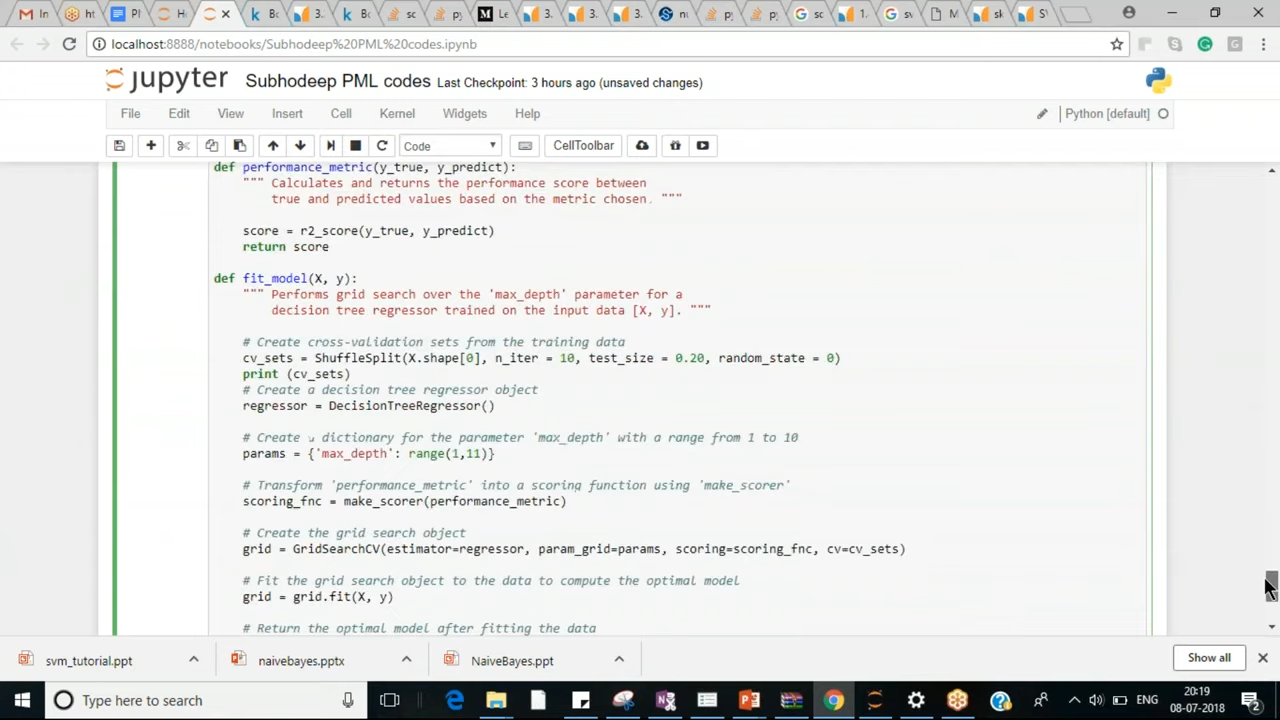 In
localhost:8888/notebooks/Subhodeep%20PML%20codes.ipynb
jupyter Subhodeep PML codes Last Checkpoint: 3 hours ago (unsaved changes)
File Edit View Insert Cell Kernel Widgets Help Python [default]
Code CellToolbar
def performance_metric(y_true, y_predict):
""" Calculates and returns the performance score between
true and predicted values based on the metric chosen. """
score = r2_score(y_true, y_predict)
return score
def fit_model(X, y):
""" Performs grid search over the 'max_depth' parameter for a
decision tree regressor trained on the input data [X, y]. """
# Create cross-validation sets from the training data
cv_sets = ShuffleSplit(X.shape[0], n_iter = 10, test_size = 0.20, random_state = 0)
print (cv_sets)
# Create a decision tree regressor object
regressor = DecisionTreeRegressor()
# Create a dictionary for the parameter 'max_depth' with a range from 1 to 10
params = {'max_depth': range(1,11)}
# Transform 'performance_metric' into a scoring function using 'make_scorer'
scoring_fnc = make_scorer(performance_metric)
# Create the grid search object
grid = GridSearchCV(estimator=regressor, param_grid=params, scoring=scoring_fnc, cv=cv_sets)
# Fit the grid search object to the data to compute the optimal model
grid = grid.fit(X, y)
# Return the optimal model after fitting the data
svm_tutorial.ppt naivebayes.pptx NaiveBayes.ppt Show all
Type here to search ENG 20:19
08-07-2018 2